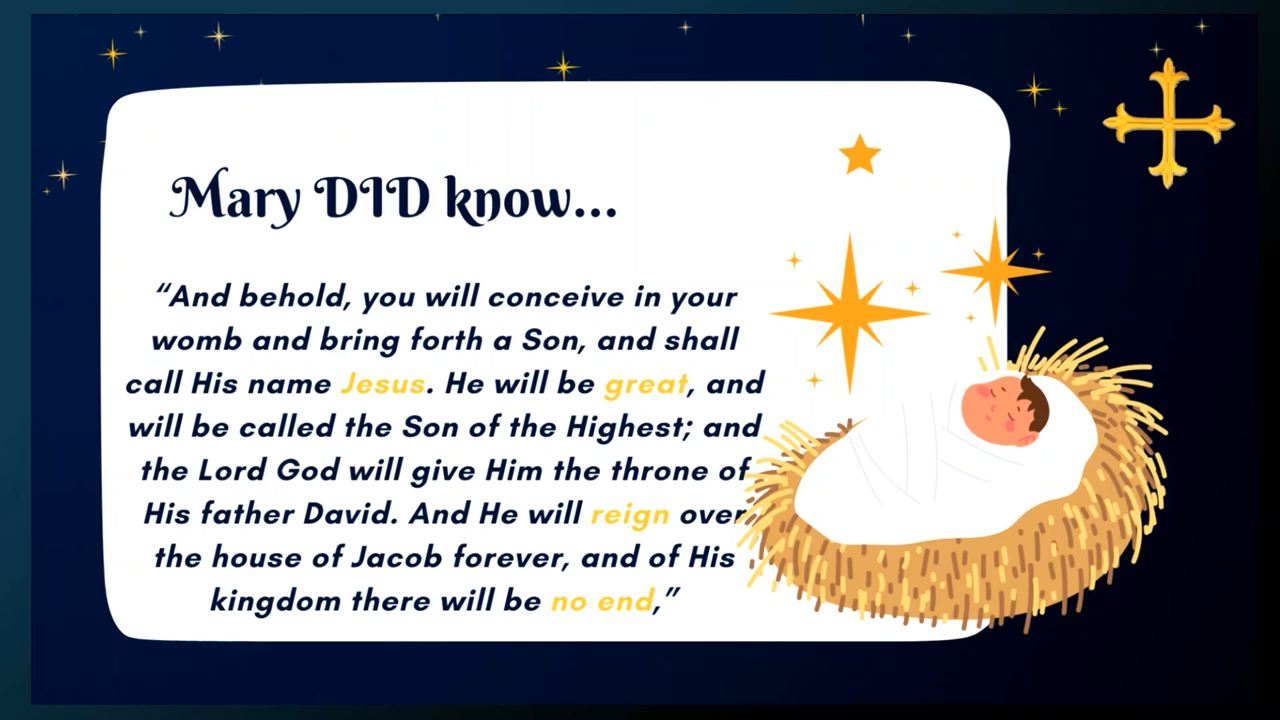 Mary DID know...
“And behold, you will conceive in your
womb and bring forth a Son, and shall
call His name Jesus. He will be great, and
will be called the Son of the Highest; and
the Lord God will give Him the throne of
His father David. And He will reign over
the house of Jacob forever, and of His
kingdom there will be no end,”